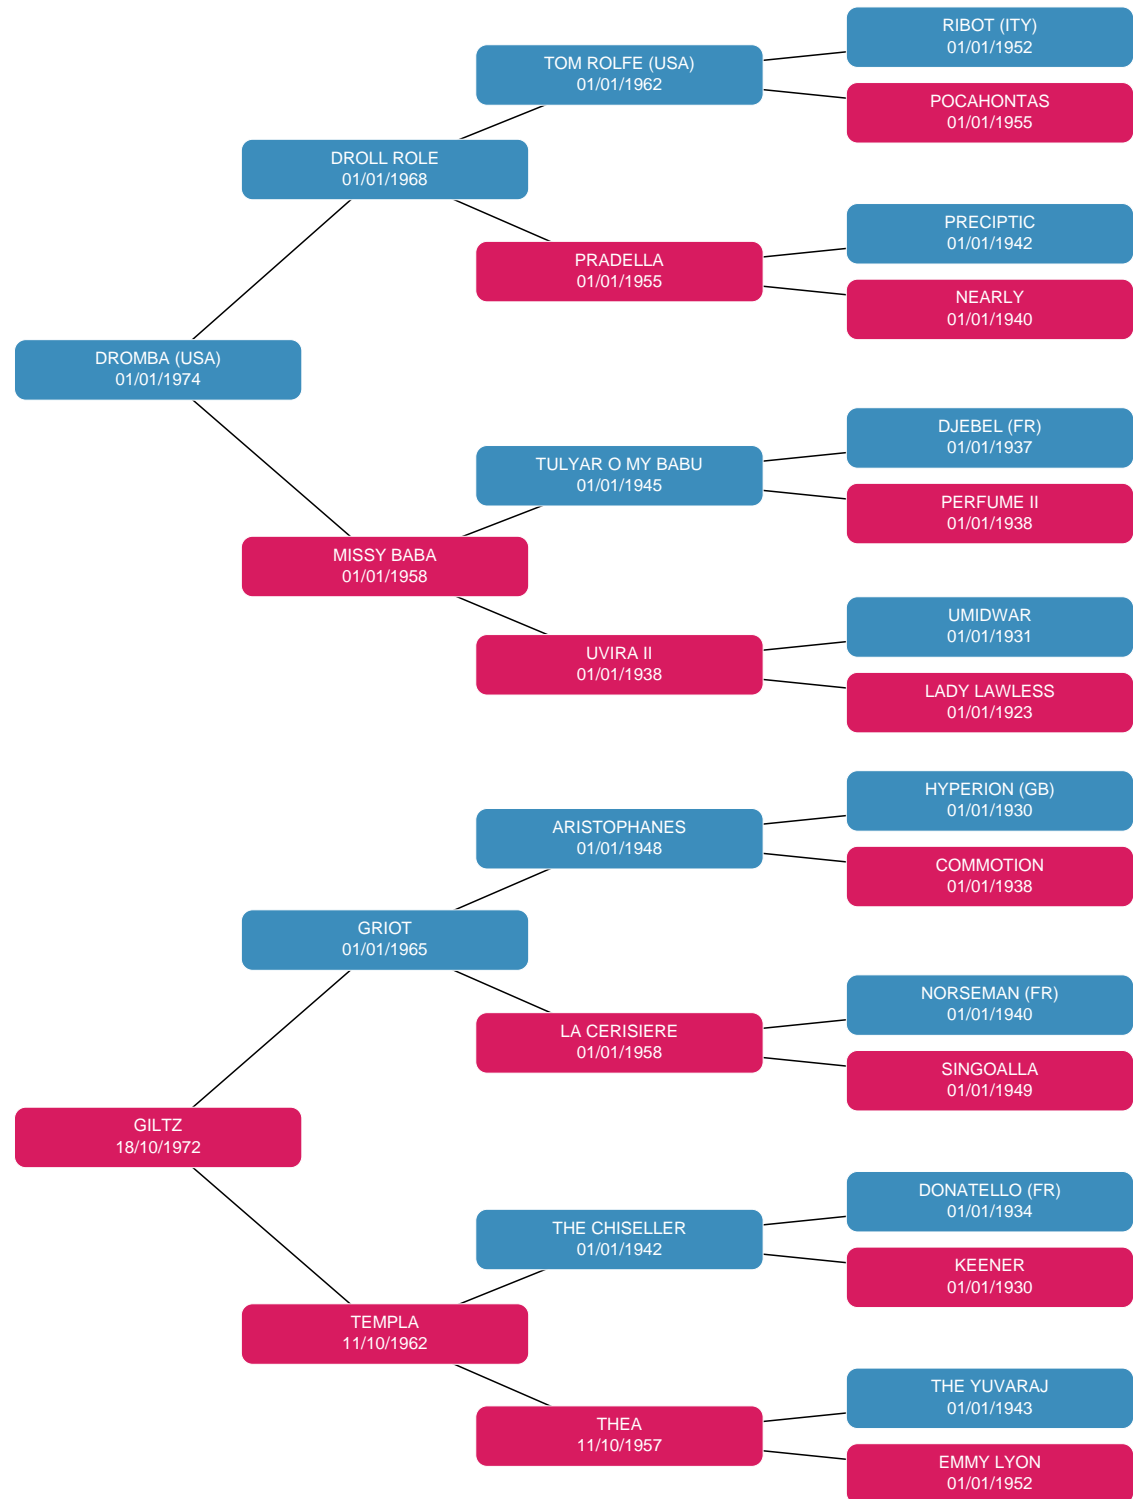 RIBOT (ITY)
01/01/1952
TOM ROLFE (USA)
01/01/1962
POCAHONTAS
01/01/1955
DROLL ROLE
01/01/1968
PRECIPTIC
01/01/1942
PRADELLA
01/01/1955
NEARLY
01/01/1940
DROMBA (USA)
01/01/1974
DJEBEL (FR)
01/01/1937
TULYAR O MY BABU
01/01/1945
PERFUME II
01/01/1938
MISSY BABA
01/01/1958
UMIDWAR
01/01/1931
UVIRA II
01/01/1938
LADY LAWLESS
01/01/1923
HYPERION (GB)
01/01/1930
ARISTOPHANES
01/01/1948
COMMOTION
01/01/1938
GRIOT
01/01/1965
NORSEMAN (FR)
01/01/1940
LA CERISIERE
01/01/1958
SINGOALLA
01/01/1949
GILTZ
18/10/1972
DONATELLO (FR)
01/01/1934
THE CHISELLER
01/01/1942
KEENER
01/01/1930
TEMPLA
11/10/1962
THE YUVARAJ
01/01/1943
THEA
11/10/1957
EMMY LYON
01/01/1952